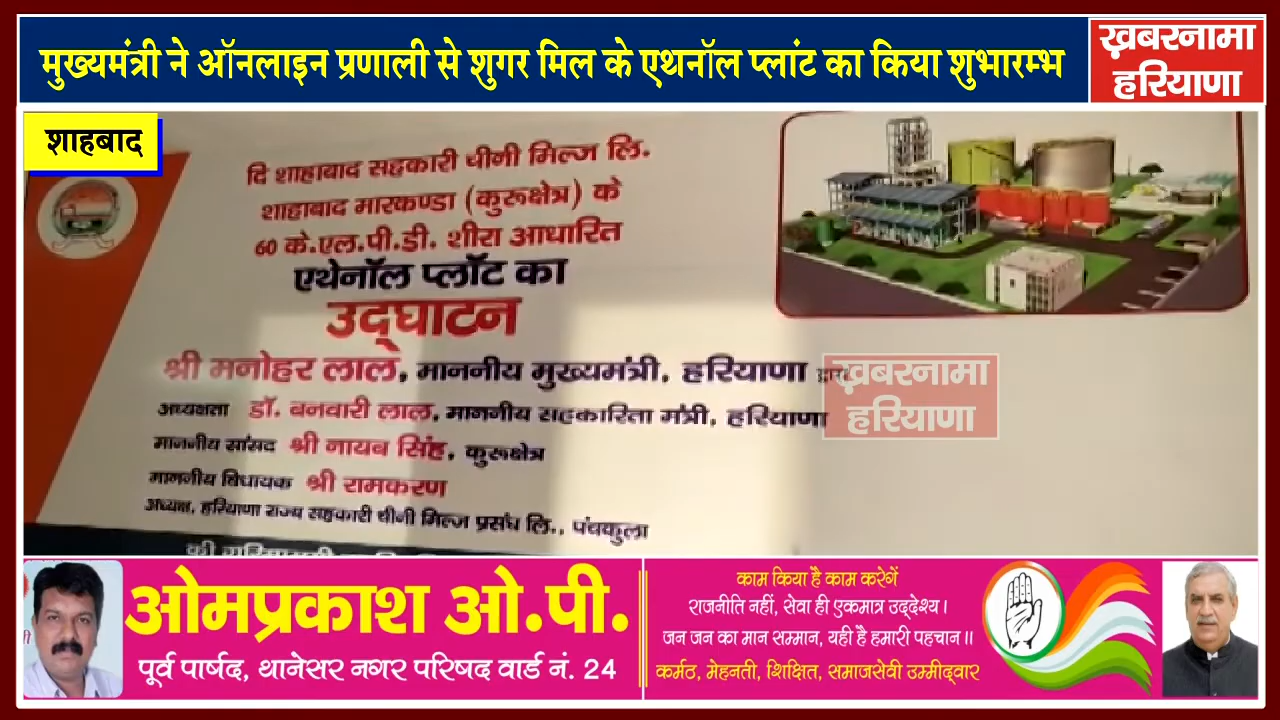 मुख्यमंत्री ने ऑनलाइन प्रणाली से शुगर मिल के एथनॉल प्लांट का किया शुभारम्भ
ख़बरनामा
हरियाणा
शाहबाद
दि शाहाबाद सहकारी चीनी मिल्ज लि.
शाहाबाद मारकण्डा (कुरूक्षेत्र) के
60 के.एल.पी.डी. शीरा आधारित
एथेनॉल प्लॉट का
उद्घाटन
श्री मनोहर लाल, माननीय मुख्यमंत्री, हरियाणा
अध्यक्षता डॉ. बनवारी लाल, माननीय सहकारिता मंत्री, हरियाणा
माननीय सांसद श्री नायब सिंह, कुरूक्षेत्र
माननीय विधायक श्री रामकरण
अध्यक्ष, हरियाणा राज्य सहकारी चीनी मिल्ज प्रसंघ लि., पंचकुला
ख़बरनामा
हरियाणा
ओमप्रकाश ओ.पी.
पूर्व पार्षद, थानेसर नगर परिषद वार्ड नं. 24
काम किया है काम करेगें
राजनीति नहीं, सेवा ही एकमात्र उद्देश्य।
जन जन का मान सम्मान, यही है हमारी पहचान॥
कर्मठ, मेहनती, शिक्षित, समाजसेवी उम्मीदवार